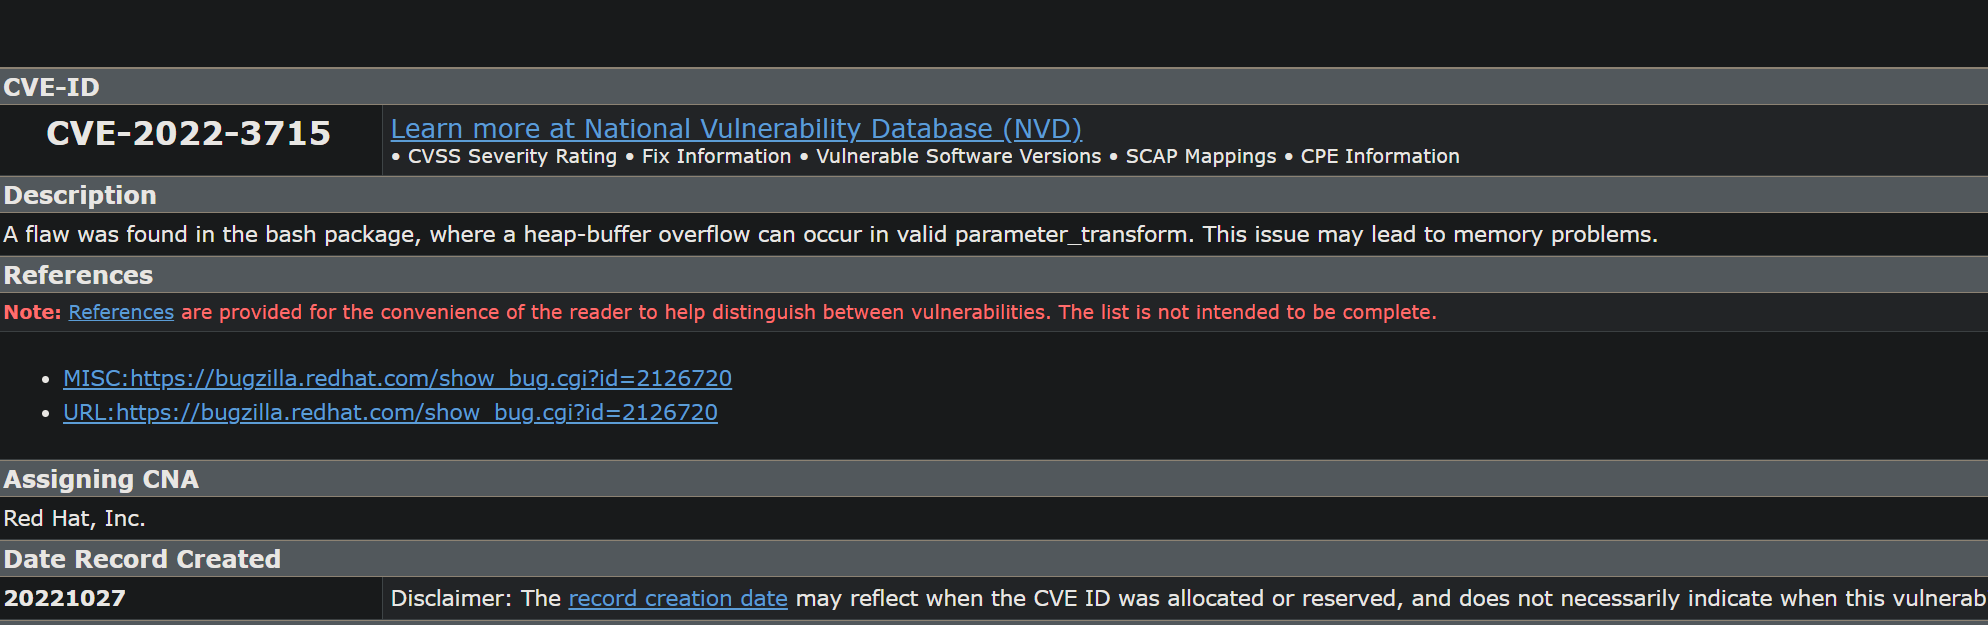 CVE-ID
CVE-2022-3715
Learn more at National Vulnerability Database (NVD)
• CVSS Severity Rating • Fix Information • Vulnerable Software Versions • SCAP Mappings • CPE Information
Description
A flaw was found in the bash package, where a heap-buffer overflow can occur in valid parameter_transform. This issue may lead to memory problems.
References
Note: References are provided for the convenience of the reader to help distinguish between vulnerabilities. The list is not intended to be complete.
• MISC:https://bugzilla.redhat.com/show_bug.cgi?id=2126720
• URL:https://bugzilla.redhat.com/show_bug.cgi?id=2126720
Assigning CNA
Red Hat, Inc.
Date Record Created
20221027
Disclaimer: The record creation date may reflect when the CVE ID was allocated or reserved, and does not necessarily indicate when this vulnerab